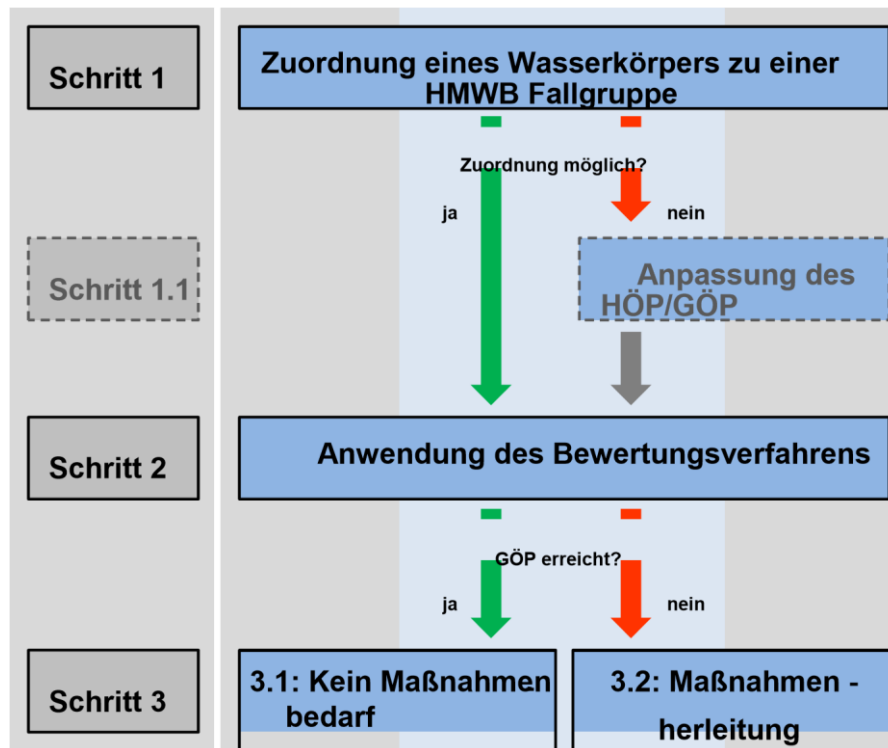 Schritt 1
Zuordnung eines Wasserkörpers zu einer
HMWB Fallgruppe
Zuordnung möglich?
ja
nein
Schritt 1.1
Anpassung des
HÖP/GÖP
Schritt 2
Anwendung des Bewertungsverfahrens
GÖP erreicht?
ja
nein
Schritt 3
3.1: Kein Maßnahmen
bedarf
3.2: Maßnahmen -
herleitung